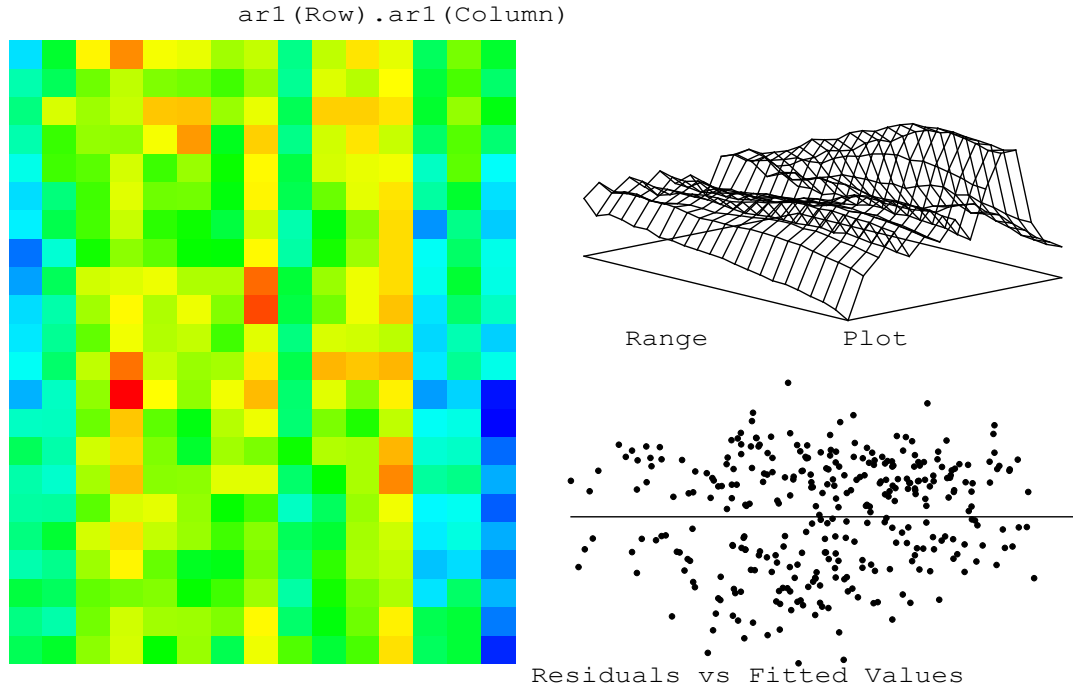 ar1(Row).ar1(Column)
Range Plot
Residuals vs Fitted Values